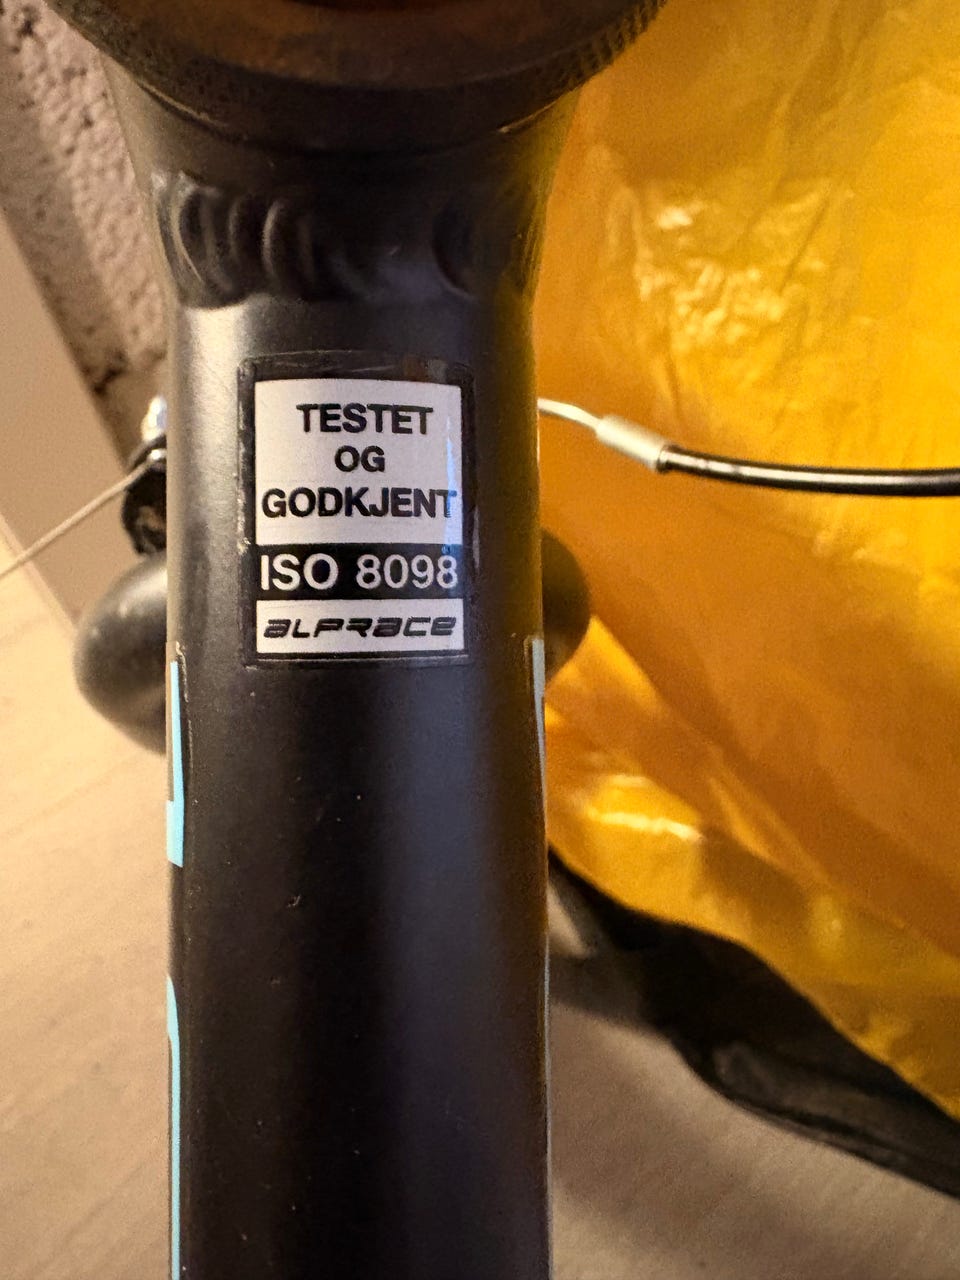 TESTET
OG
GODKJENT
ISO 8098
ALPRACE